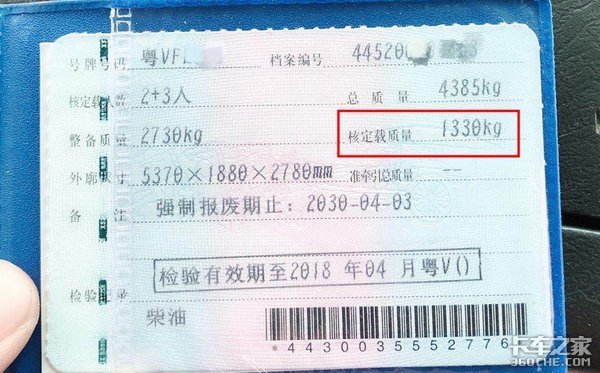 号牌号码 粤VF 档案编号 44520
核定载人数 2+3人 总质量 4385kg
整备质量 2730kg 核定载质量 1330kg
外廓尺寸 5370×1880×2780mm 准牵引总质量 --
备注 强制报废期止：2030-04-03
检验有效期至2018 年04 月粤V()
检验记录
柴油
*4430035552776
卡车之家
360CHE.COM